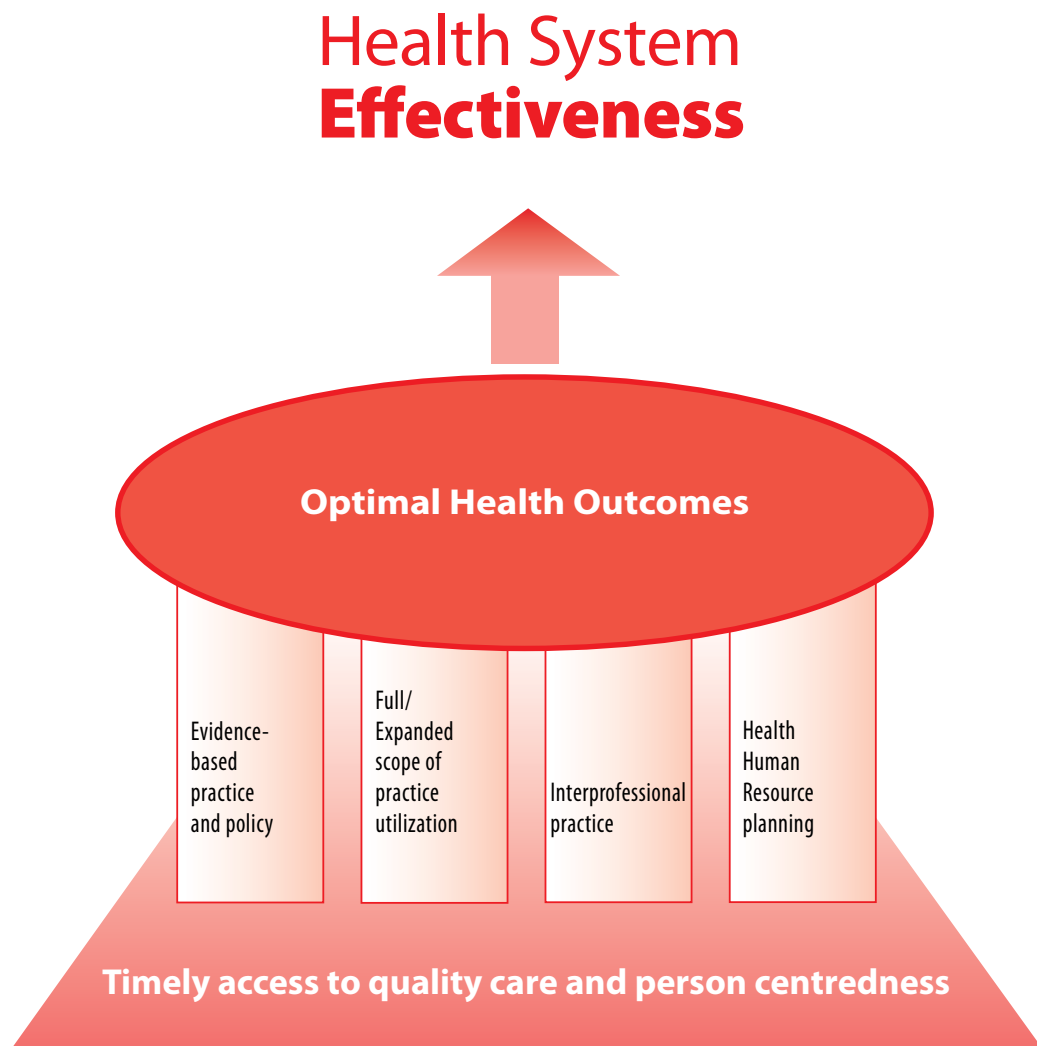 Health System
Effectiveness
Optimal Health Outcomes
Evidence-
based
practice
and policy
Full/
Expanded
scope of
practice
utilization
Interprofessional
practice
Health
Human
Resource
planning
Timely access to quality care and person centredness